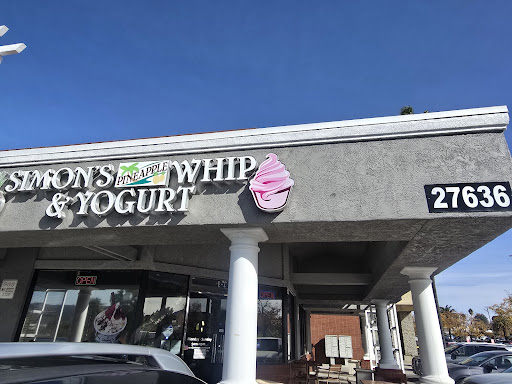 SIMON'S PINEAPPLE WHIP
& YOGURT
27636
OPEN